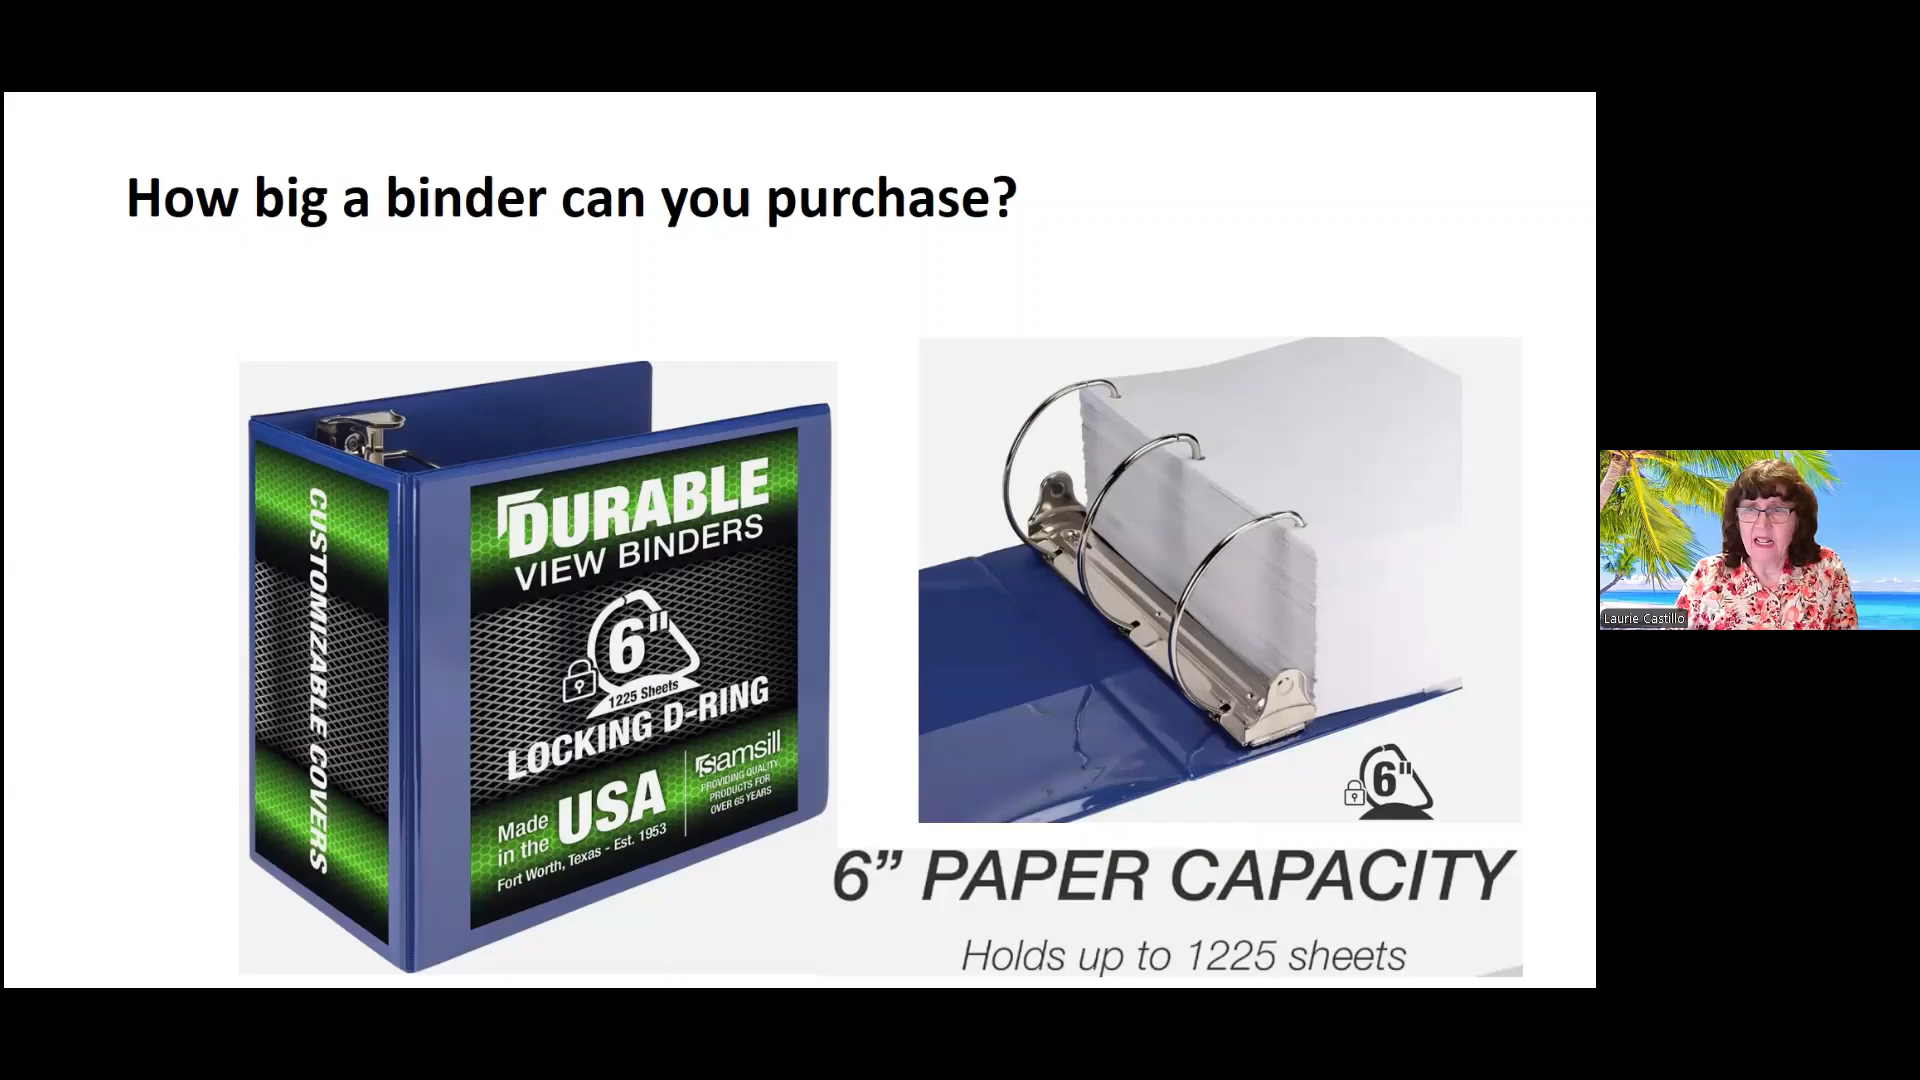 How big a binder can you purchase?
CUSTOMIZABLE COVERS
DURABLE
VIEW BINDERS
6"
1225 Sheets
LOCKING D-RING
Made
in the
USA
Fort Worth, Texas - Est. 1953
samsill
PROVIDING QUALITY
PRODUCTS FOR
OVER 65 YEARS
6"
6” PAPER CAPACITY
Holds up to 1225 sheets
Laurie Castillo